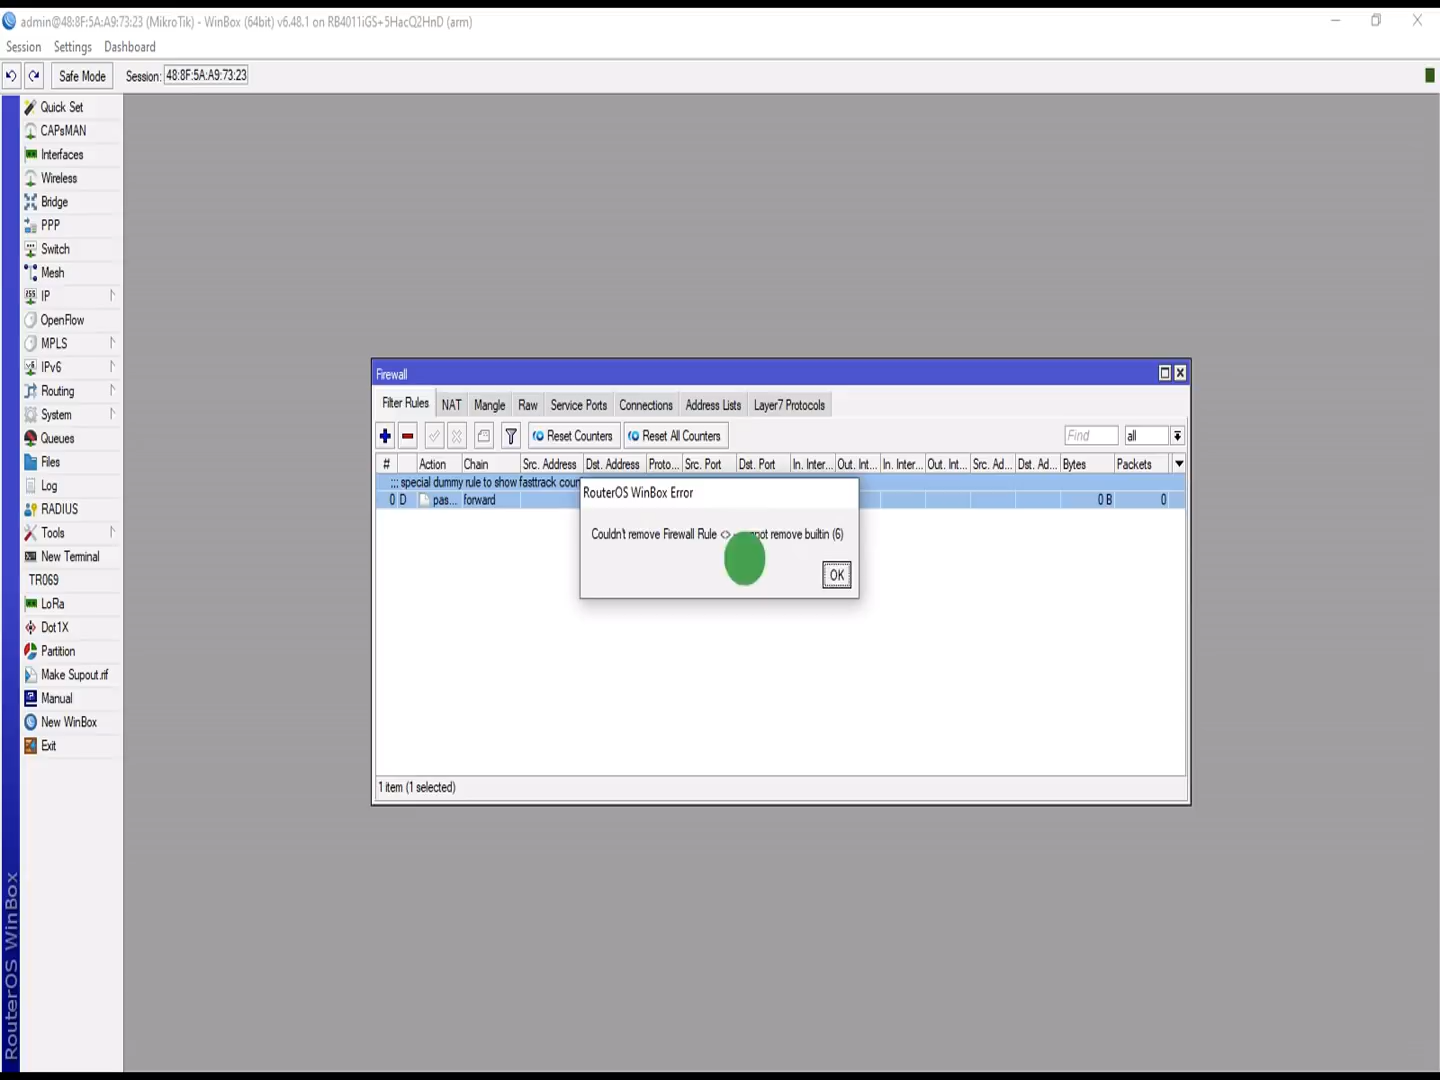 admin@48:8F:5A:A9:73:23 (MikroTik) - WinBox (64bit) v6.48.1 on RB4011iGS+5HacQ2HnD (arm)
Session Settings Dashboard
Safe Mode Session: 48:8F:5A:A9:73:23
Quick Set
CAPsMAN
Interfaces
Wireless
Bridge
PPP
Switch
Mesh
IP
OpenFlow
MPLS
IPv6
Routing
System
Queues
Files
Log
RADIUS
Tools
New Terminal
TR069
LoRa
Dot1X
Partition
Make Supout.rif
Manual
New WinBox
Exit
RouterOS WinBox
Firewall
Filter Rules NAT Mangle Raw Service Ports Connections Address Lists Layer7 Protocols
Reset Counters Reset All Counters Find all
# Action Chain Src. Address Dst. Address Proto... Src. Port Dst. Port In. Inter... Out. Int... In. Inter... Out. Int... Src. Ad... Dst. Ad... Bytes Packets
;;; special dummy rule to show fasttrack
0 D pas... forward 0 B 0
RouterOS WinBox Error
Couldn't remove Firewall Rule <> remove builtin (6)
OK
1 item (1 selected)